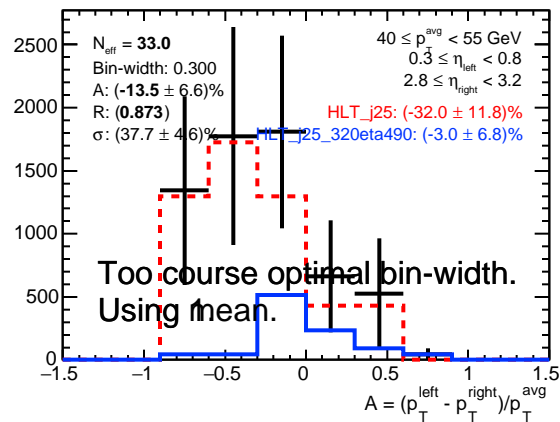 N_eff = 33.0
Bin-width: 0.300
A: (-13.5 ± 6.6)%
R: (0.873)
σ: (37.7 ± 4.6)%
40 ≤ p_T^avg < 55 GeV
0.3 ≤ η_left < 0.8
2.8 ≤ η_right < 3.2
HLT_j25: (-32.0 ± 11.8)%
HLT_j25_320eta490: (-3.0 ± 6.8)%
Too course optimal bin-width.
Using mean.
2500
2000
1500
1000
500
0
−1.5 −1 −0.5 0 0.5 1 1.5
A = (p_T^left - p_T^right)/p_T^avg